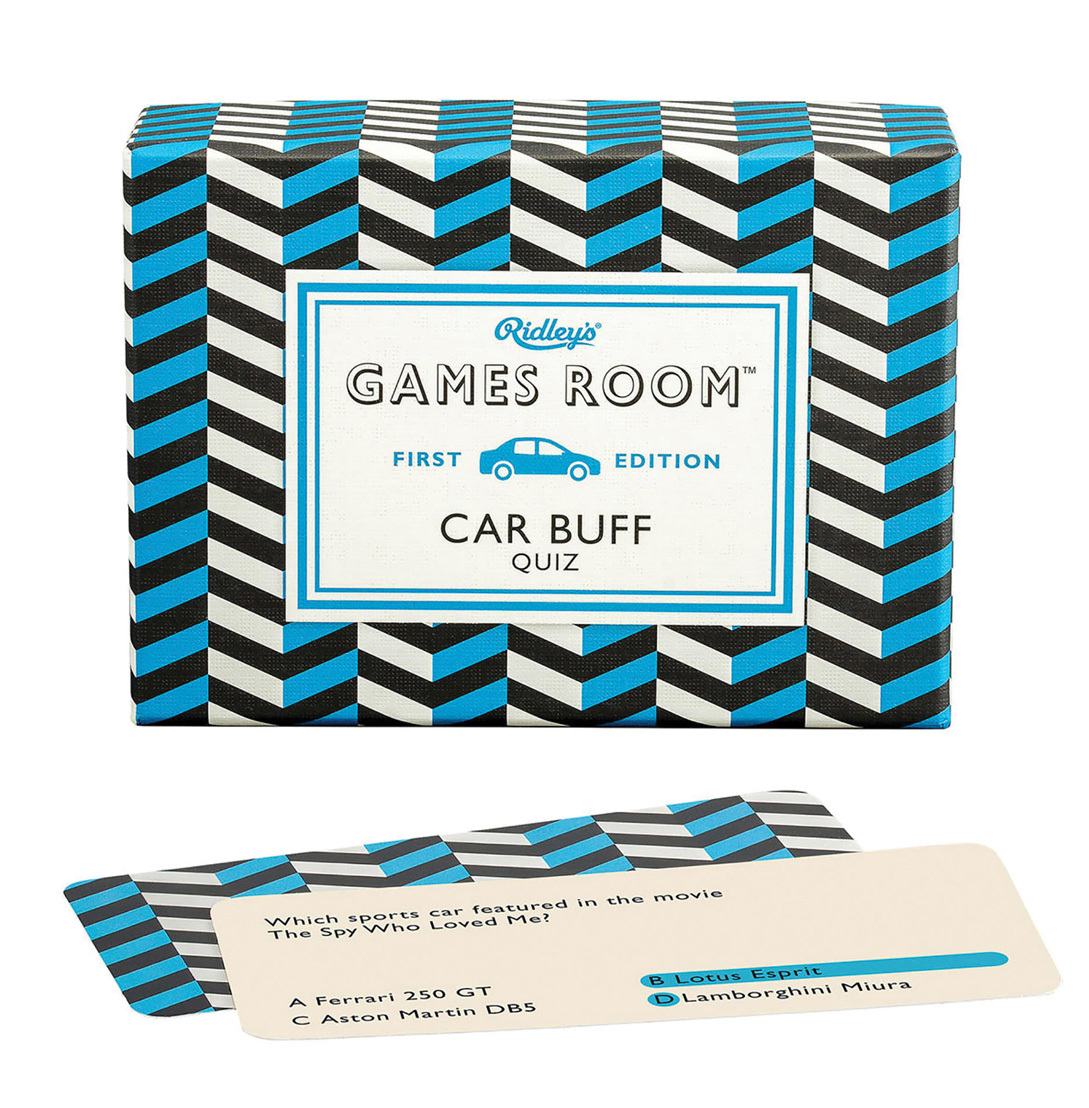 Ridley's®
GAMES ROOM™
FIRST EDITION
CAR BUFF
QUIZ
Which sports car featured in the movie
The Spy Who Loved Me?
A Ferrari 250 GT
B Lotus Esprit
C Aston Martin DB5
D Lamborghini Miura